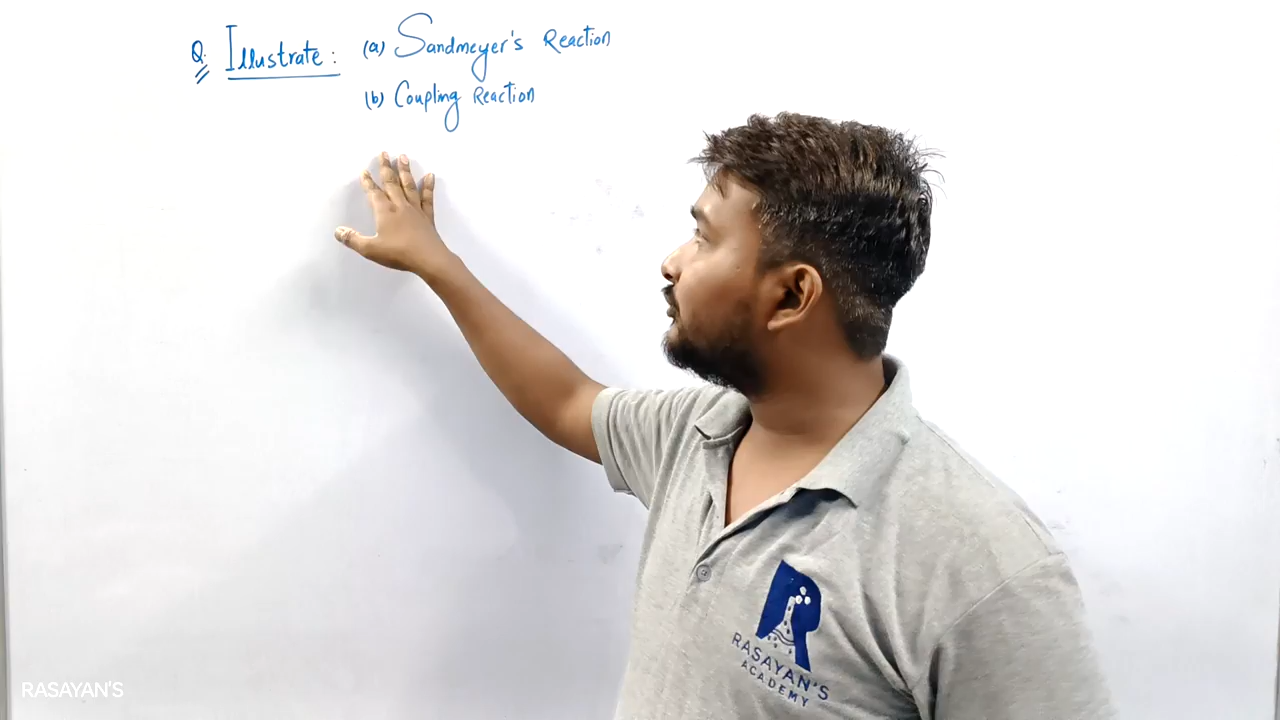 Q. Illustrate: (a) Sandmeyer's Reaction
(b) Coupling Reaction
RASAYAN'S
ACADEMY
RASAYAN'S